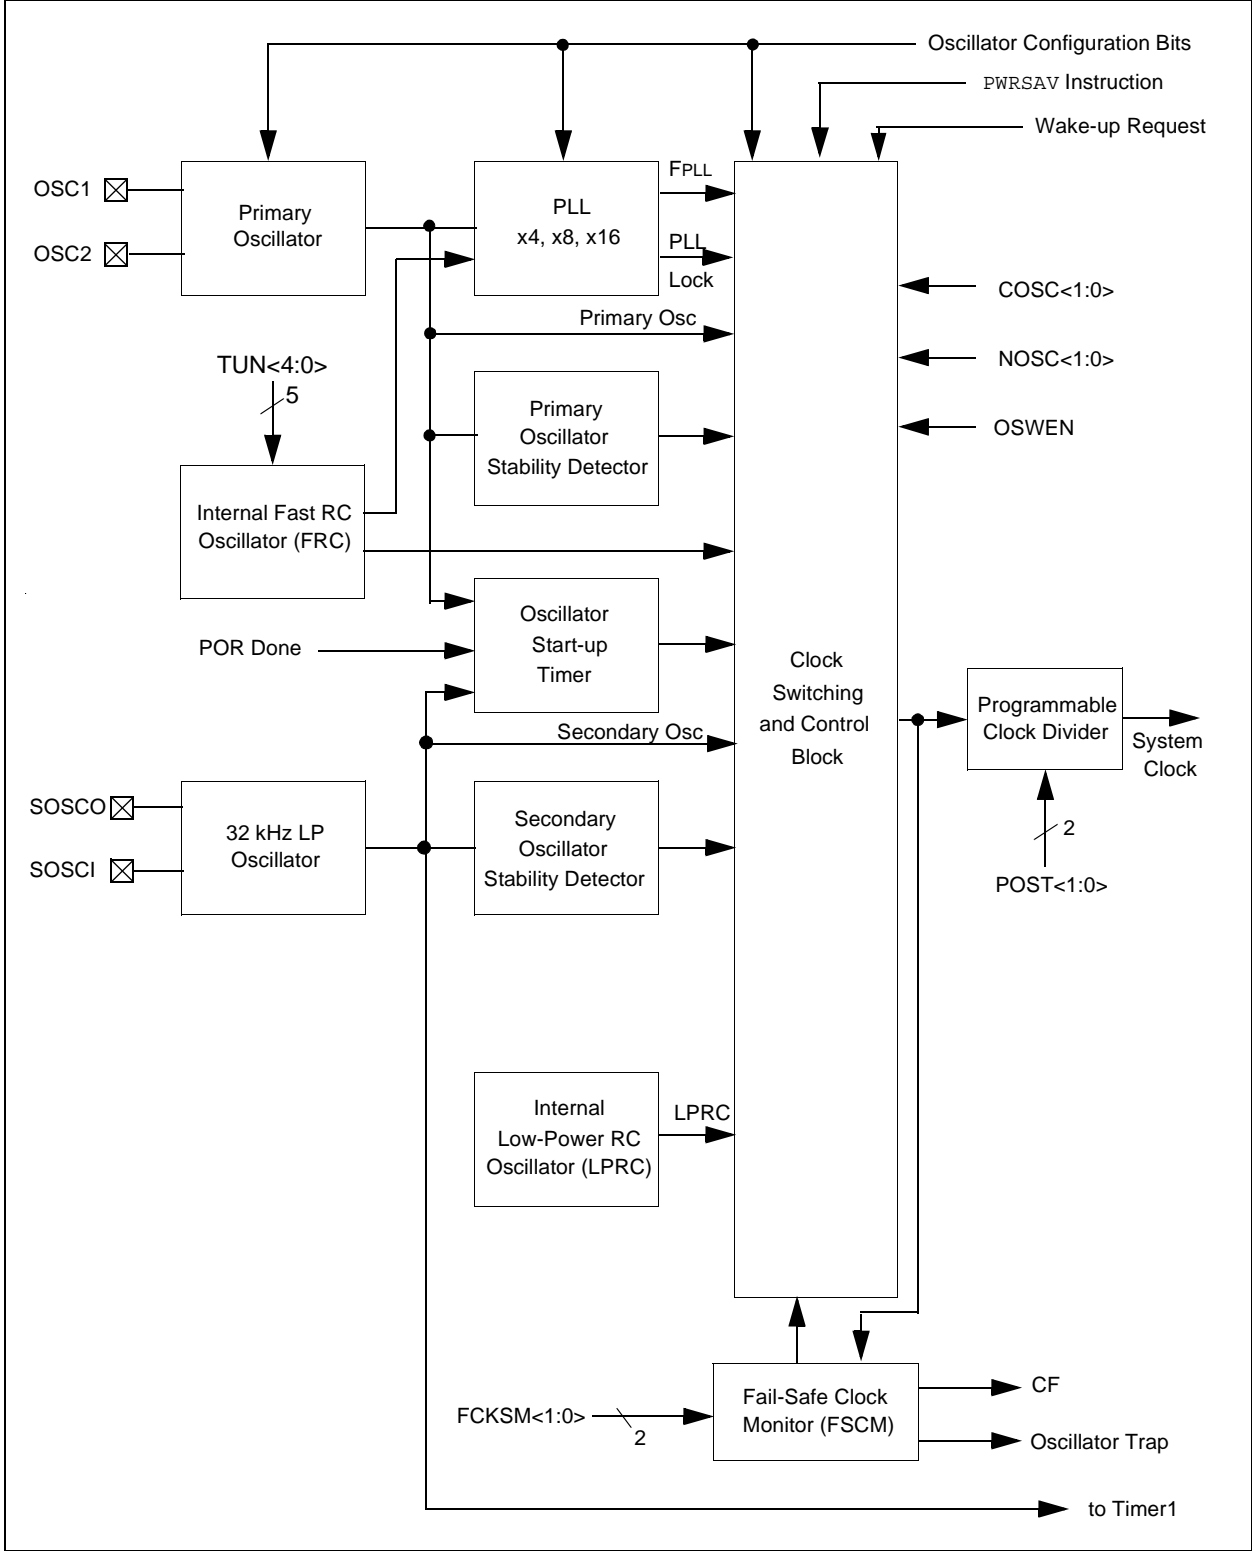 Oscillator Configuration Bits
PWRSAV Instruction
Wake-up Request
OSC1
OSC2
Primary
Oscillator
PLL
x4, x8, x16
FPLL
PLL
Lock
COSC<1:0>
Primary Osc
NOSC<1:0>
TUN<4:0>
5
Primary
Oscillator
Stability Detector
OSWEN
Internal Fast RC
Oscillator (FRC)
Oscillator
Start-up
Timer
POR Done
Clock
Switching
and Control
Block
Programmable
Clock Divider
System
Clock
Secondary Osc
SOSCO
SOSCI
32 kHz LP
Oscillator
Secondary
Oscillator
Stability Detector
2
POST<1:0>
Internal
Low-Power RC
Oscillator (LPRC)
LPRC
FCKSM<1:0>
2
Fail-Safe Clock
Monitor (FSCM)
CF
Oscillator Trap
to Timer1